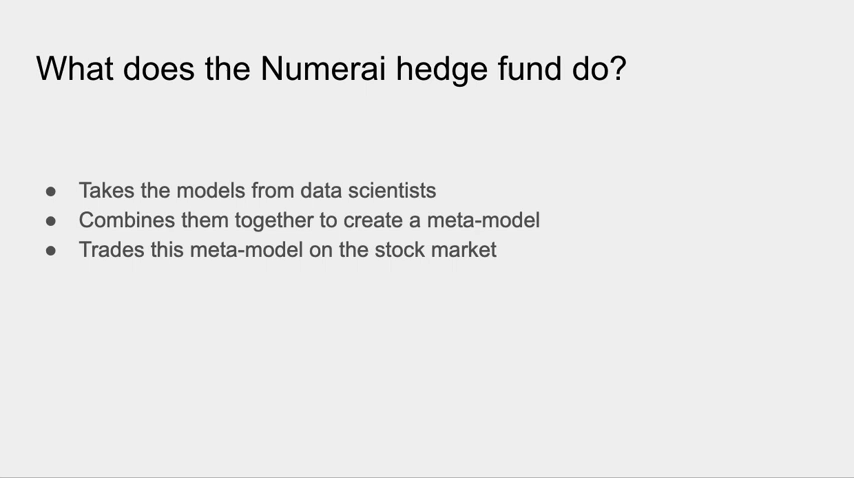 What does the Numerai hedge fund do?
● Takes the models from data scientists
● Combines them together to create a meta-model
● Trades this meta-model on the stock market